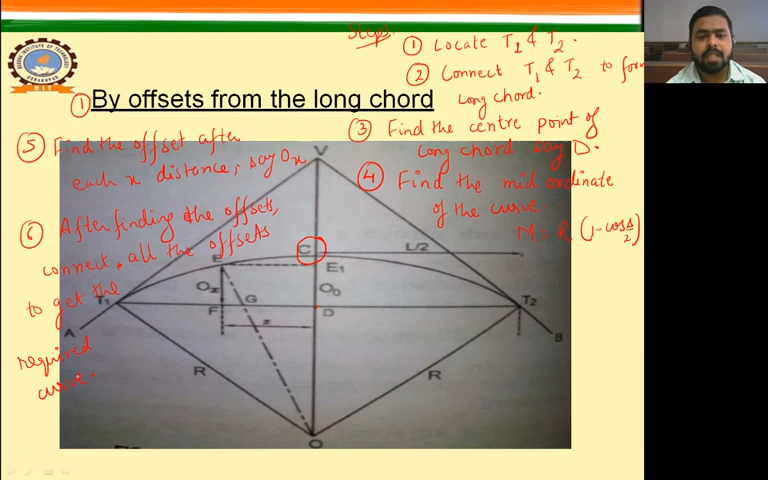 Steps:
① Locate T1 & T2.
② Connect T1 & T2 to form
long chord.
③ Find the centre point of
long chord say D.
④ Find the mid ordinate
of the curve.
M = R (1-cos Δ/2)
① By offsets from the long chord
⑤ Find the offset after
each x distance, say Ox
⑥ After finding the offsets,
connect all the offsets
to get the
required
curve.
V
C
L/2
E
E1
Ox
O0
T1
G
T2
F
D
x
A
B
R
R
O
BIT